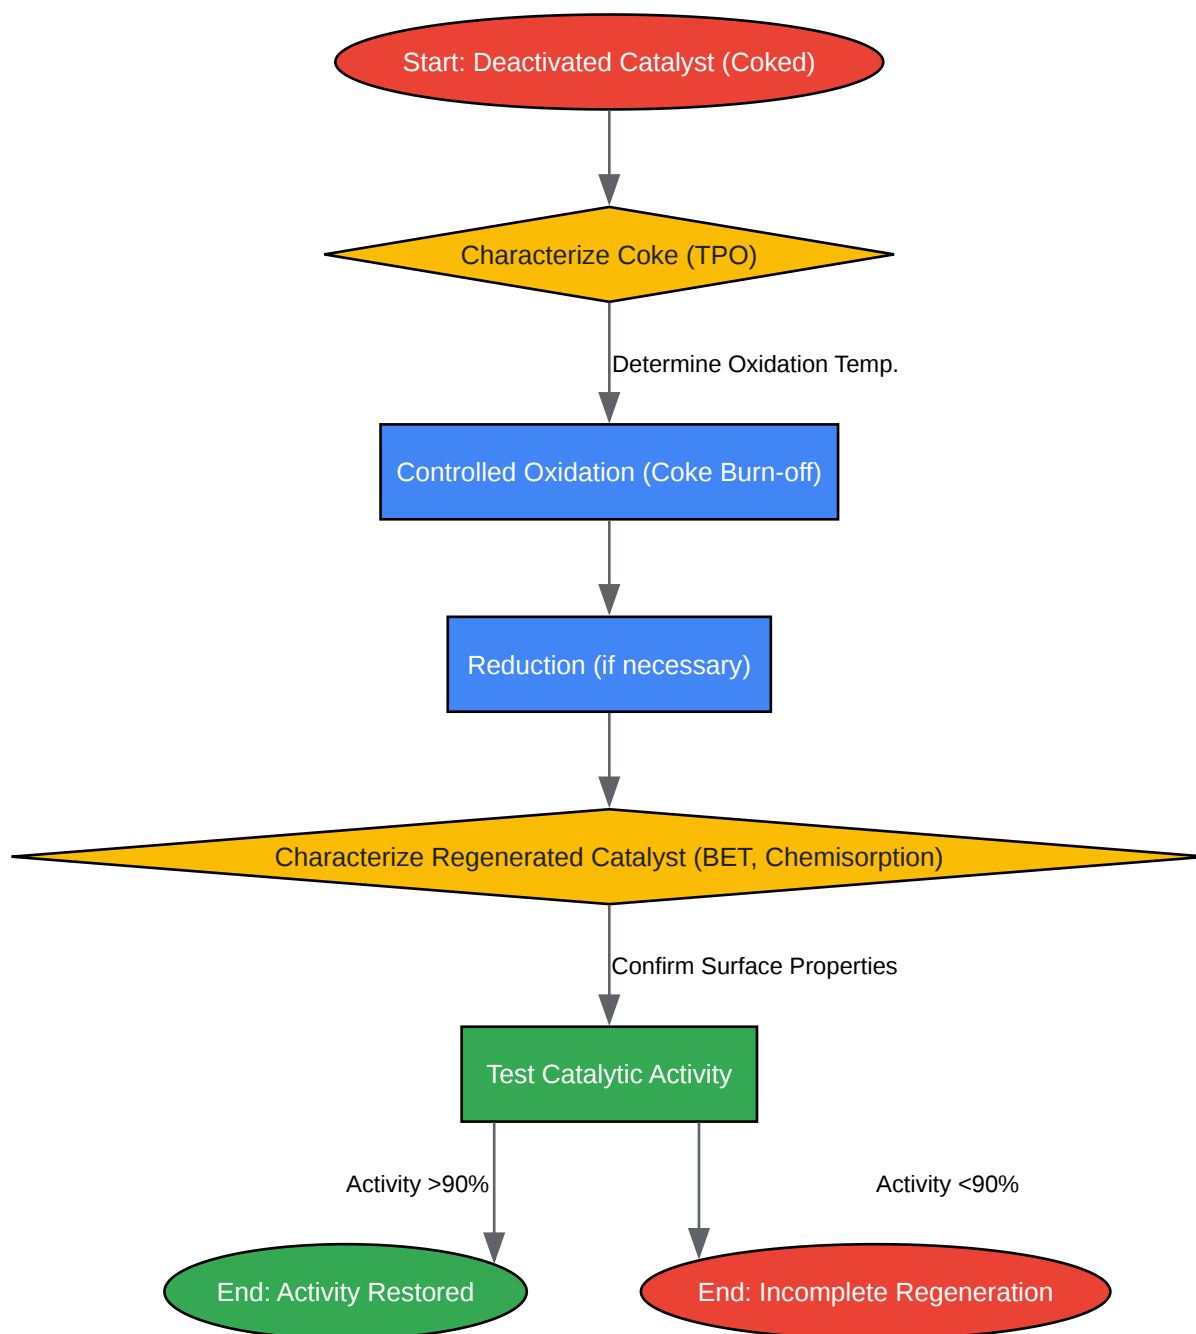 Start: Deactivated Catalyst (Coked)
Characterize Coke (TPO)
Determine Oxidation Temp.
Controlled Oxidation (Coke Burn-off)
Reduction (if necessary)
Characterize Regenerated Catalyst (BET, Chemisorption)
Confirm Surface Properties
Test Catalytic Activity
Activity >90%
Activity <90%
End: Activity Restored
End: Incomplete Regeneration